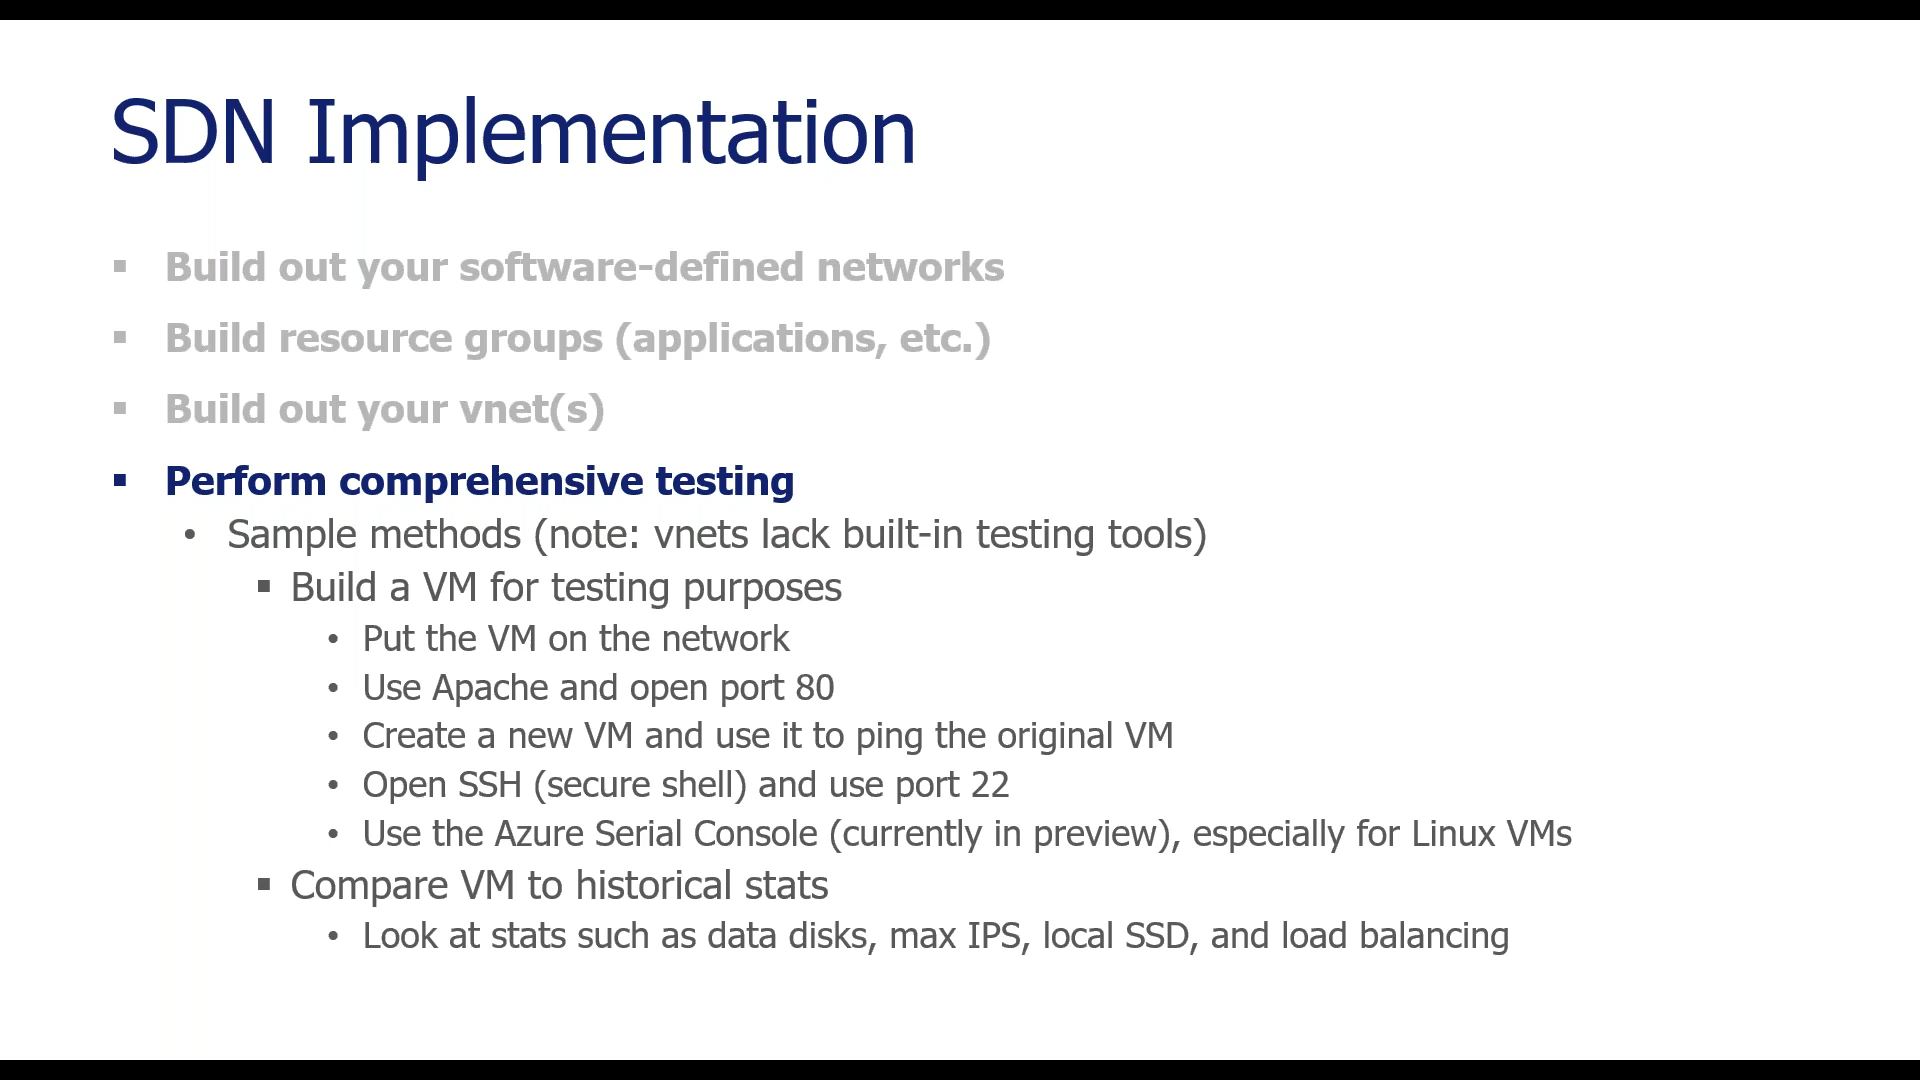 SDN Implementation
Build out your software-defined networks
Build resource groups (applications, etc.)
Build out your vnet(s)
Perform comprehensive testing
Sample methods (note: vnets lack built-in testing tools)
Build a VM for testing purposes
Put the VM on the network
Use Apache and open port 80
Create a new VM and use it to ping the original VM
Open SSH (secure shell) and use port 22
Use the Azure Serial Console (currently in preview), especially for Linux VMs
Compare VM to historical stats
Look at stats such as data disks, max IPS, local SSD, and load balancing